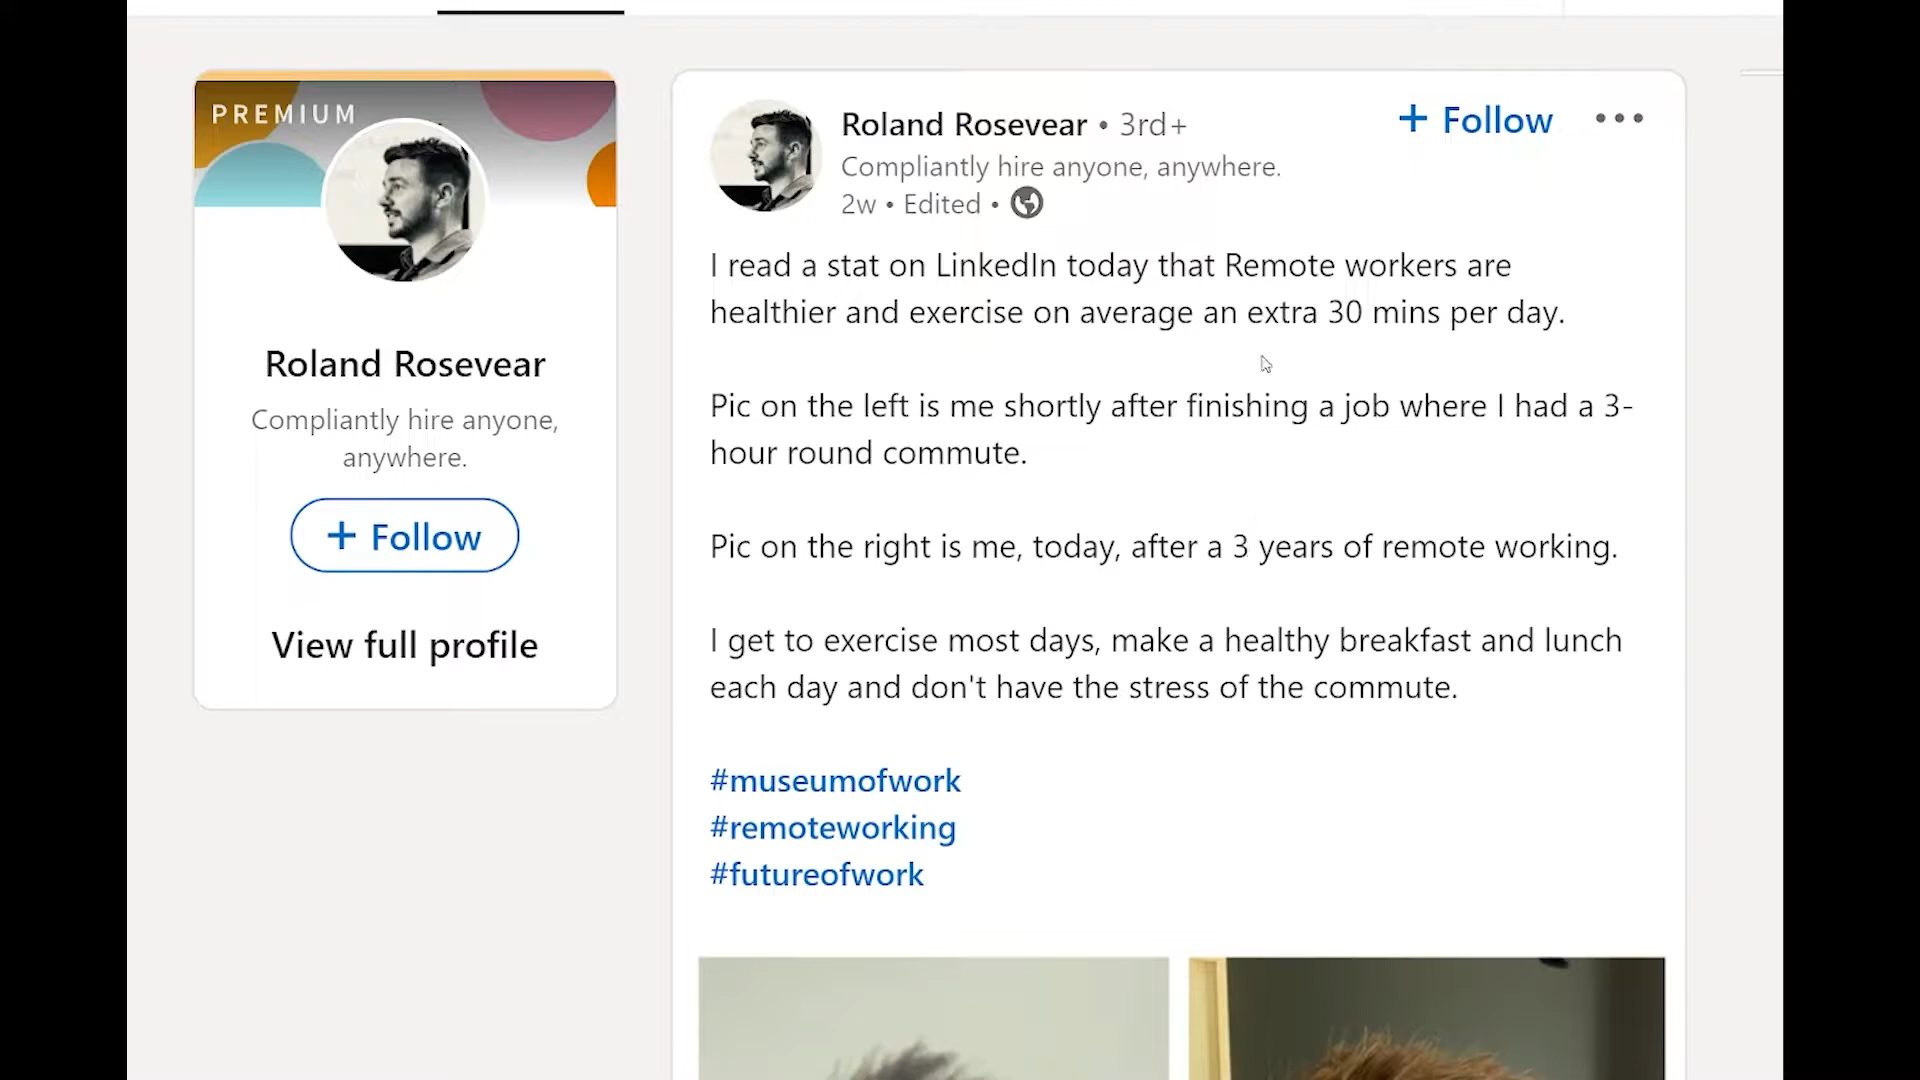 PREMIUM
Roland Rosevear
Compliantly hire anyone,
anywhere.
+ Follow
View full profile
Roland Rosevear • 3rd+
Compliantly hire anyone, anywhere.
2w • Edited •
+ Follow
I read a stat on LinkedIn today that Remote workers are
healthier and exercise on average an extra 30 mins per day.
Pic on the left is me shortly after finishing a job where I had a 3-
hour round commute.
Pic on the right is me, today, after a 3 years of remote working.
I get to exercise most days, make a healthy breakfast and lunch
each day and don't have the stress of the commute.
#museumofwork
#remoteworking
#futureofwork